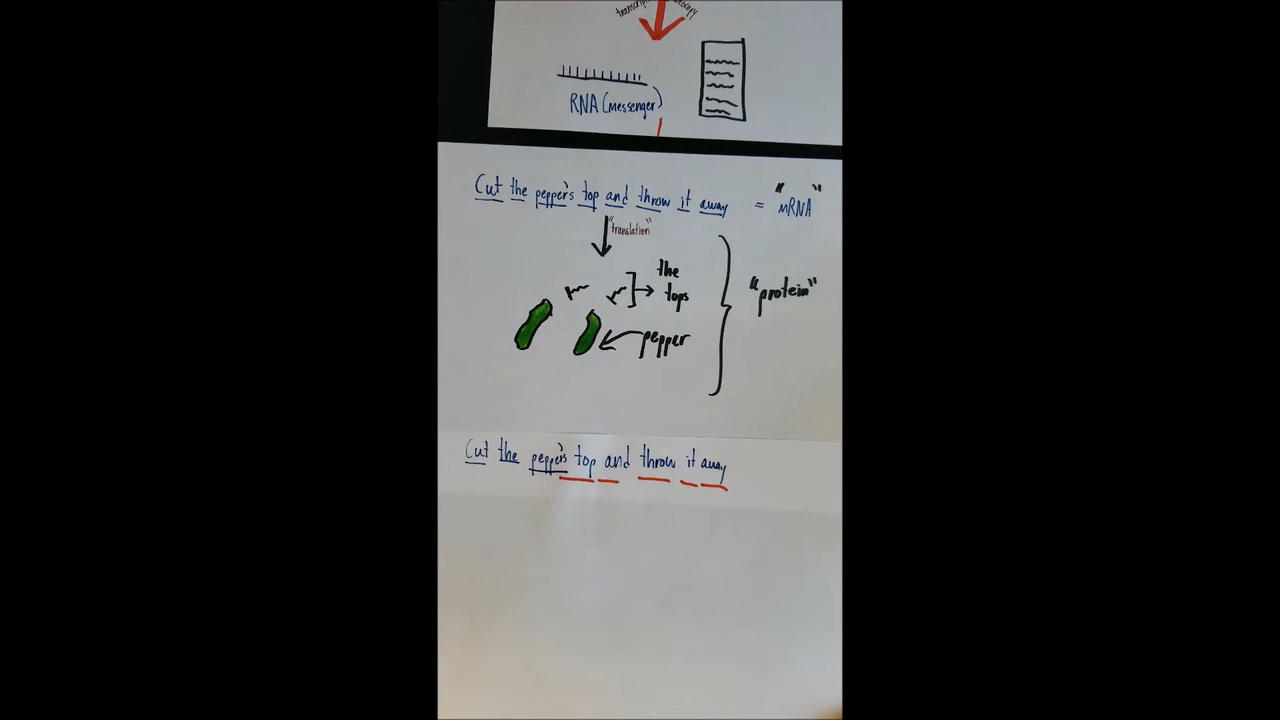 RNA (messenger)
Cut the pepper's top and throw it away = "mRNA"
"translation"
the
tops
"protein"
pepper
Cut the pepper's top and throw it away